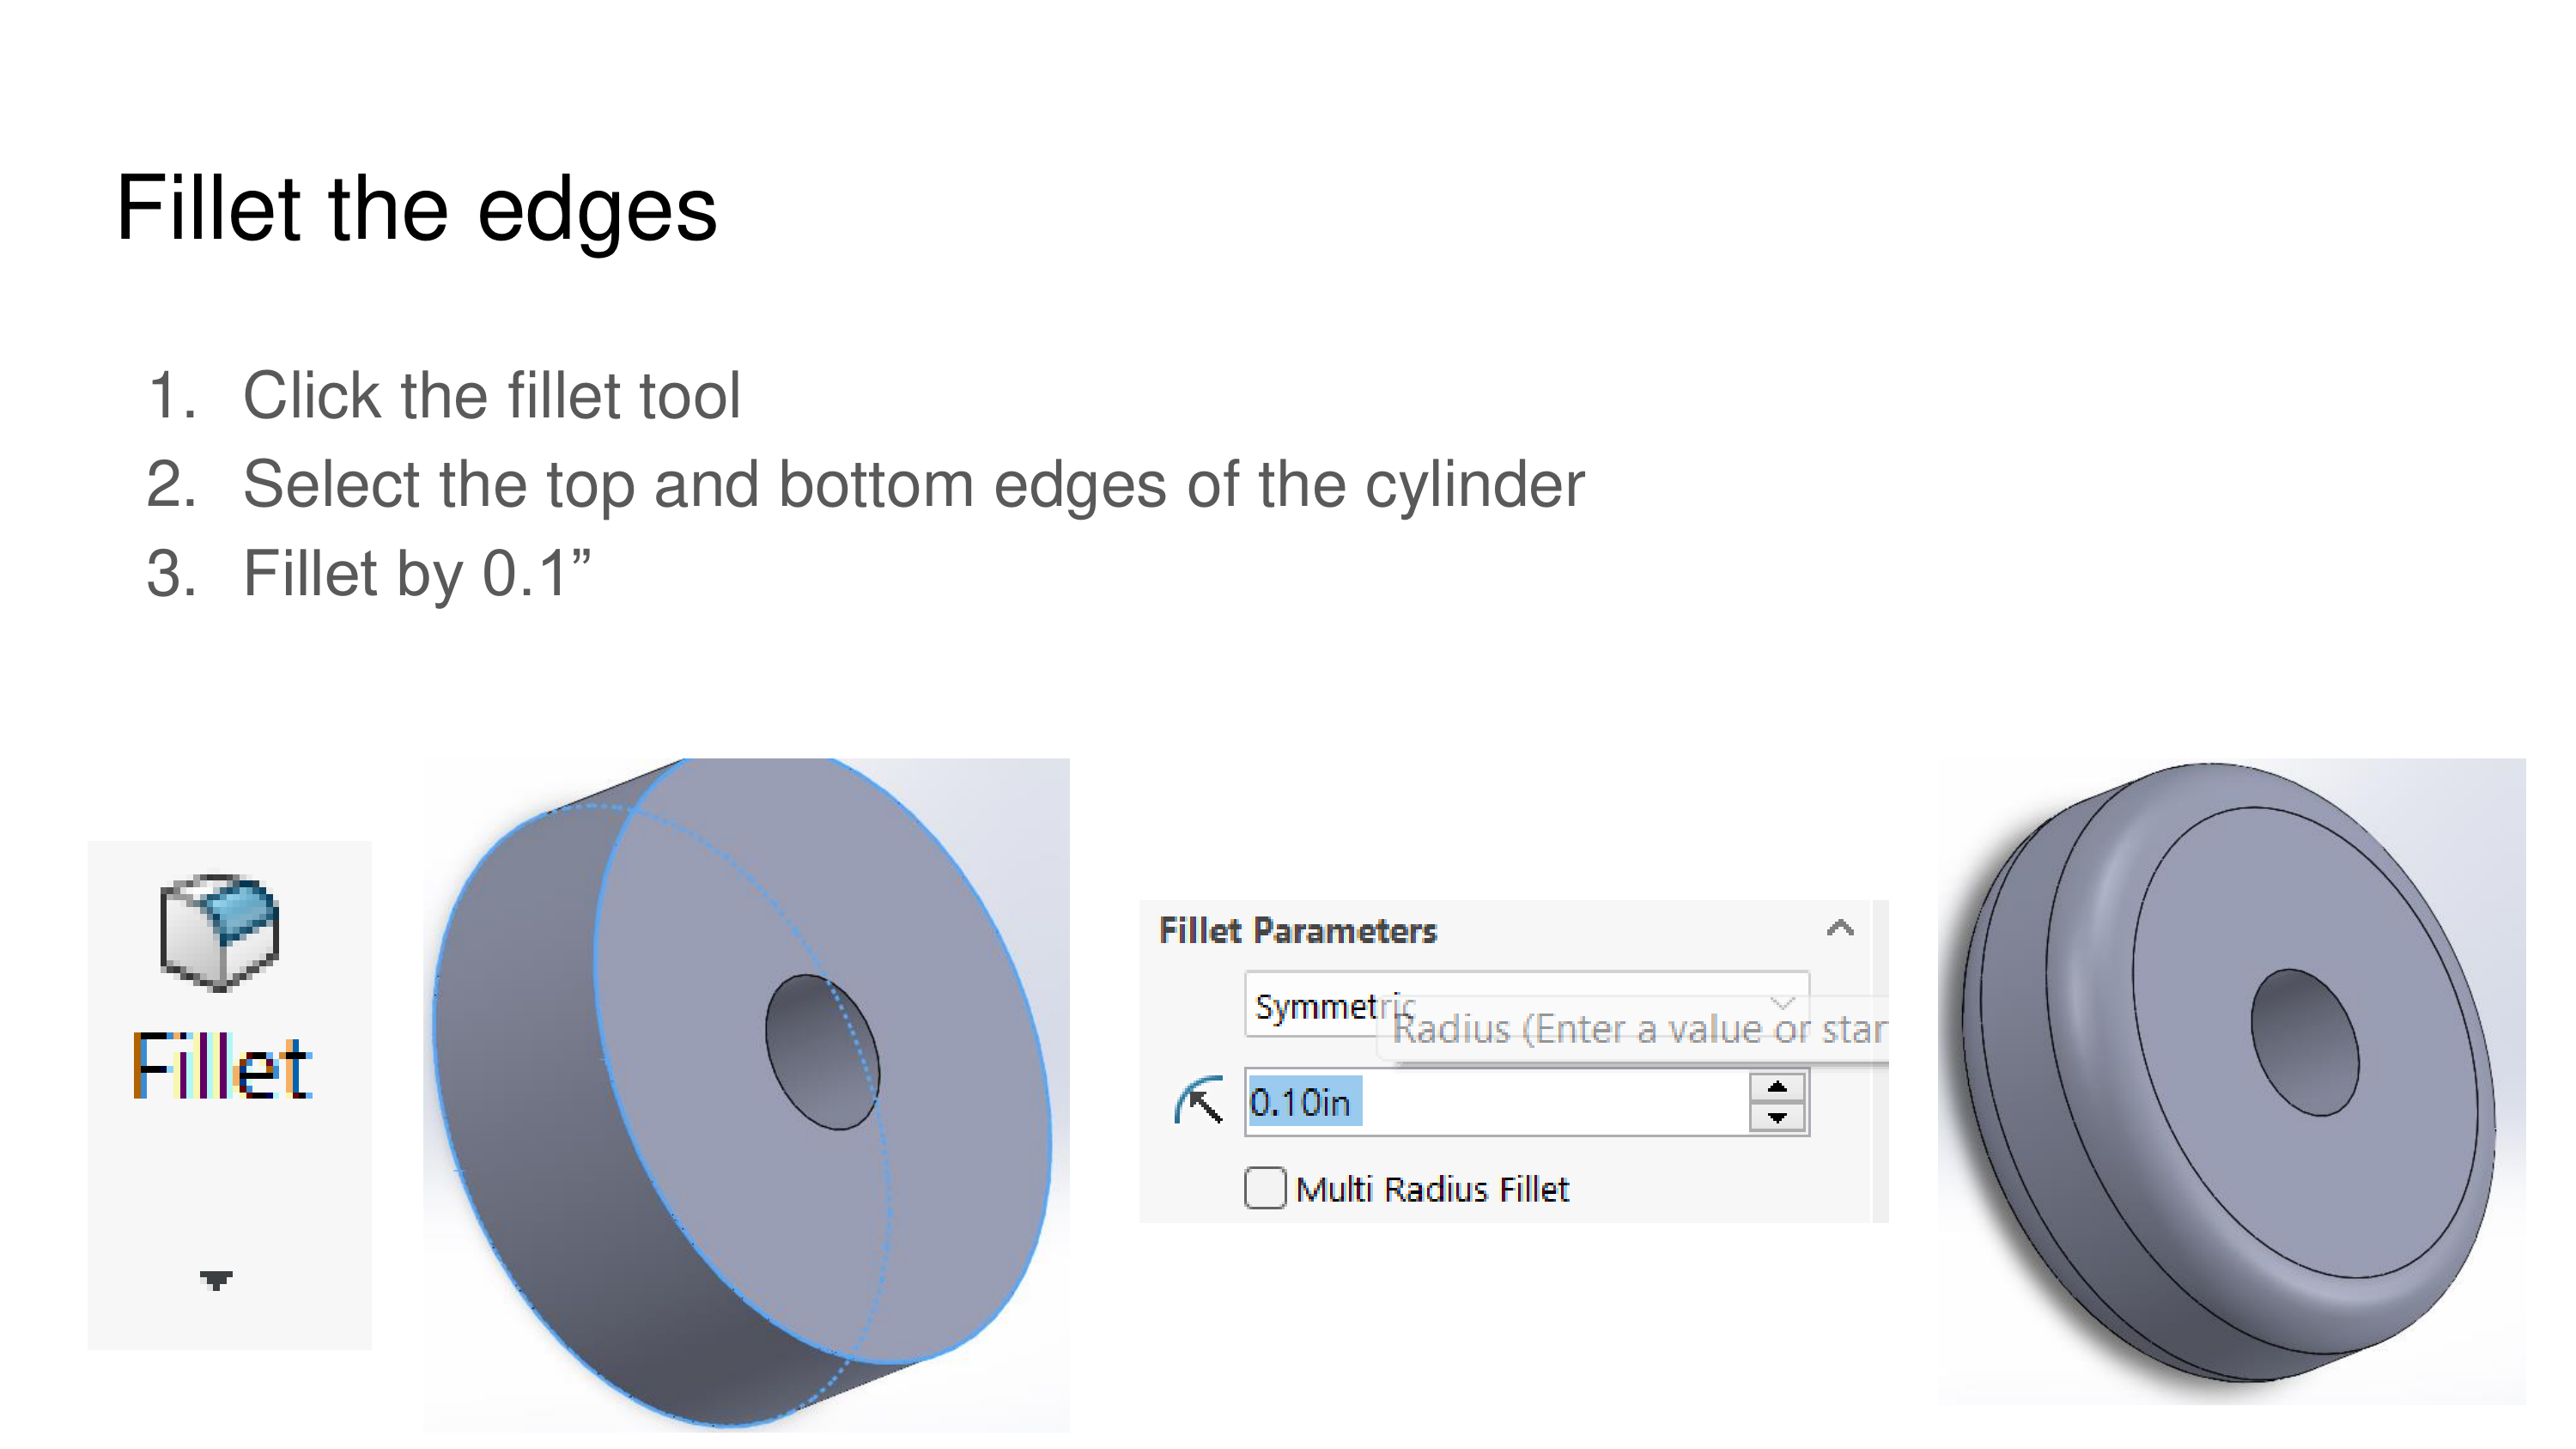 Fillet the edges
1. Click the fillet tool
2. Select the top and bottom edges of the cylinder
3. Fillet by 0.1”
Fillet
Fillet Parameters
Symmetric
Radius (Enter a value or star
0.10in
Multi Radius Fillet